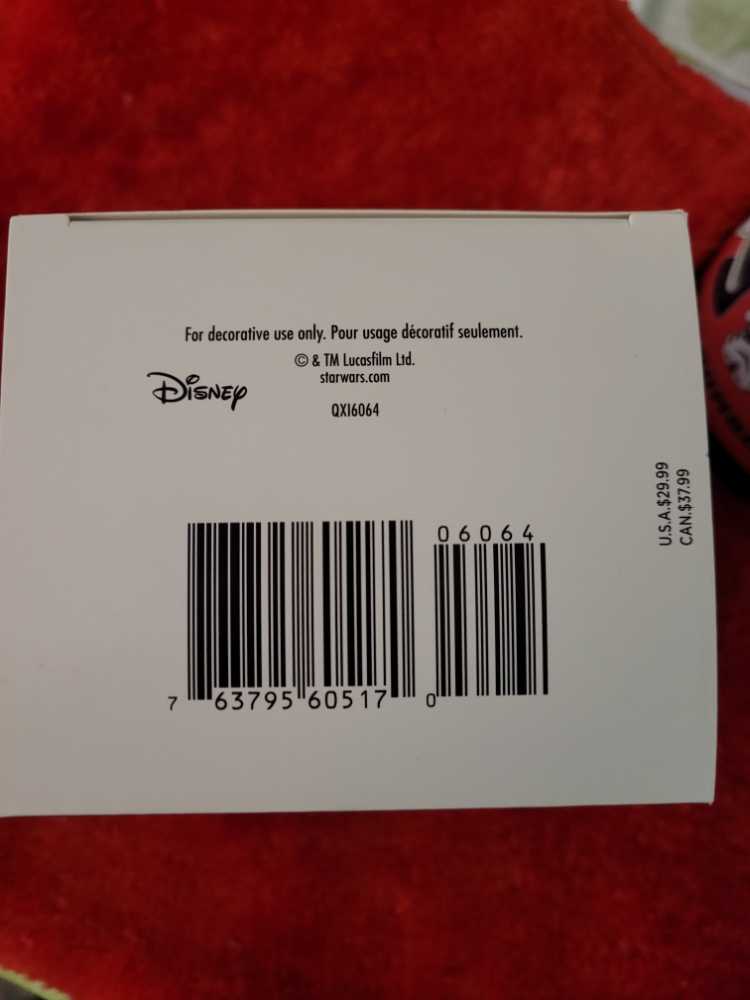 For decorative use only. Pour usage décoratif seulement.
© & TM Lucasfilm Ltd.
starwars.com
Disney
QXI6064
U.S.A.$29.99
CAN.$37.99
06064
7 63795 60517 0